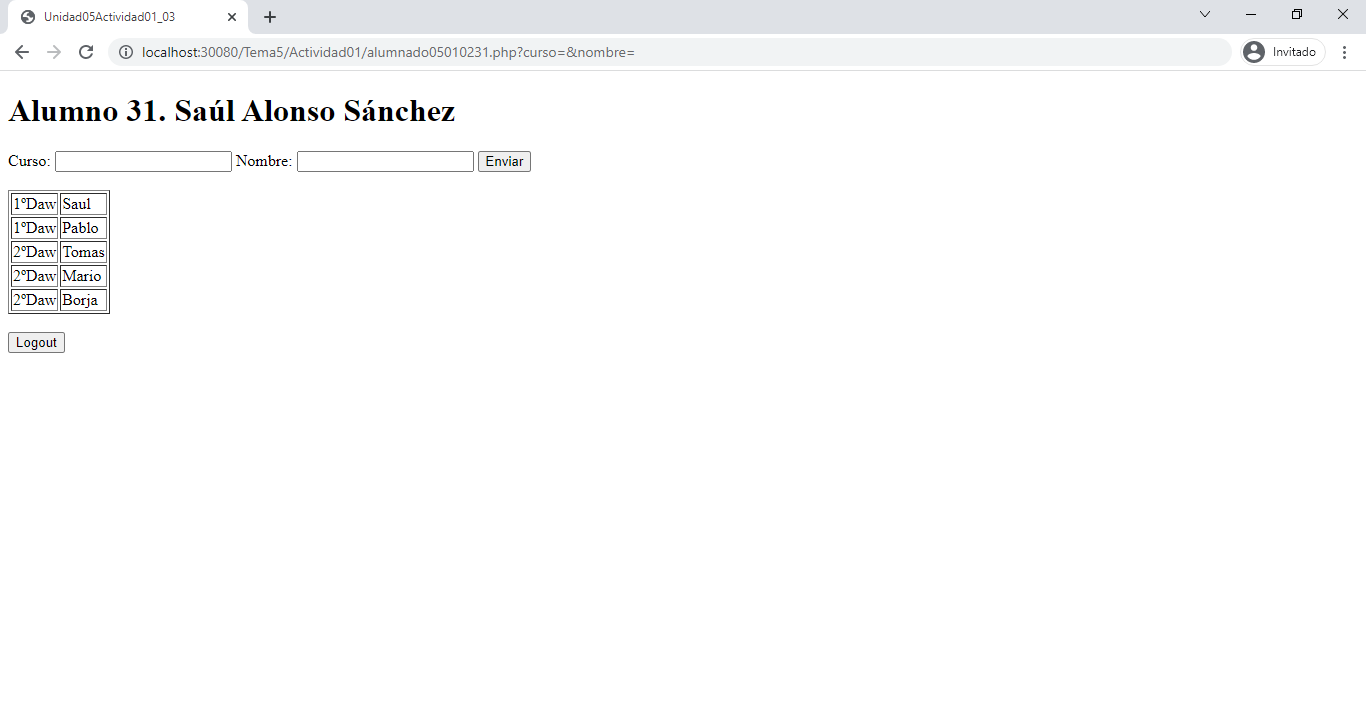 Unidad05Actividad01_03
localhost:30080/Tema5/Actividad01/alumnado05010231.php?curso=&nombre=
Invitado
Alumno 31. Saúl Alonso Sánchez
Curso: Nombre: Enviar
1ºDaw Saul
1ºDaw Pablo
2ºDaw Tomas
2ºDaw Mario
2ºDaw Borja
Logout